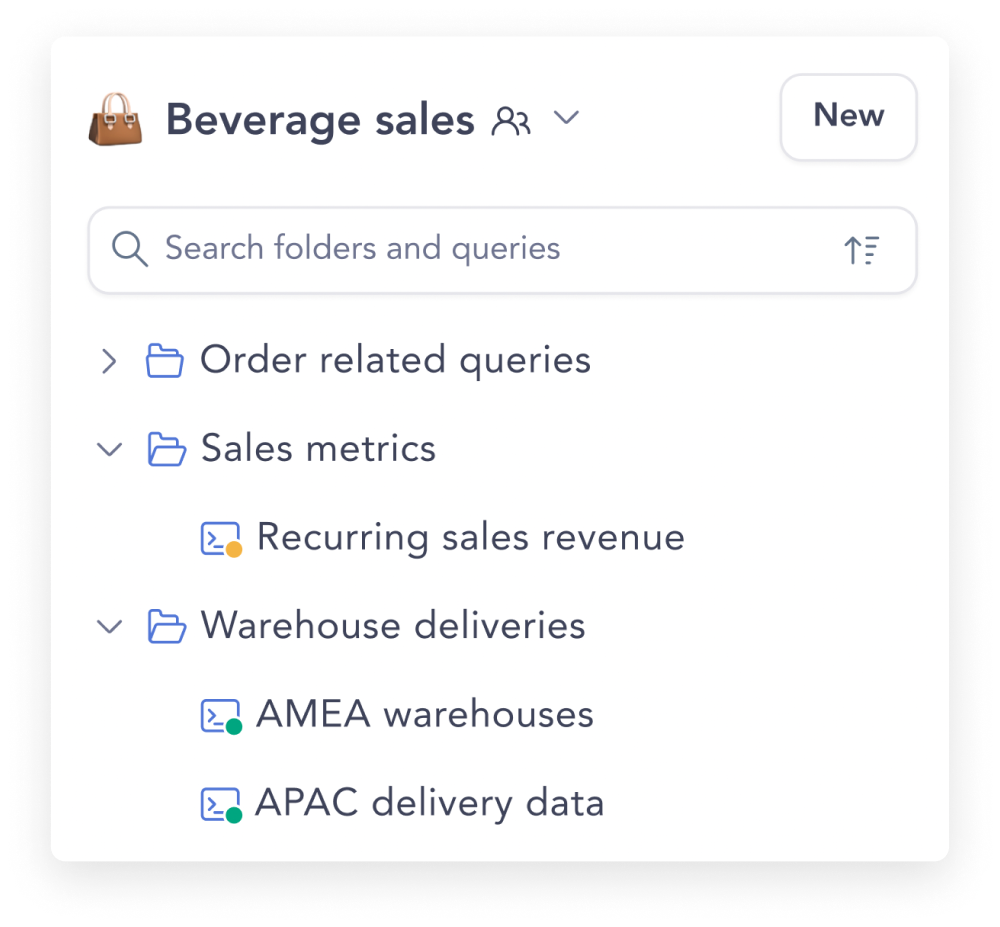 Beverage sales
New
Search folders and queries
Order related queries
Sales metrics
Recurring sales revenue
Warehouse deliveries
AMEA warehouses
APAC delivery data